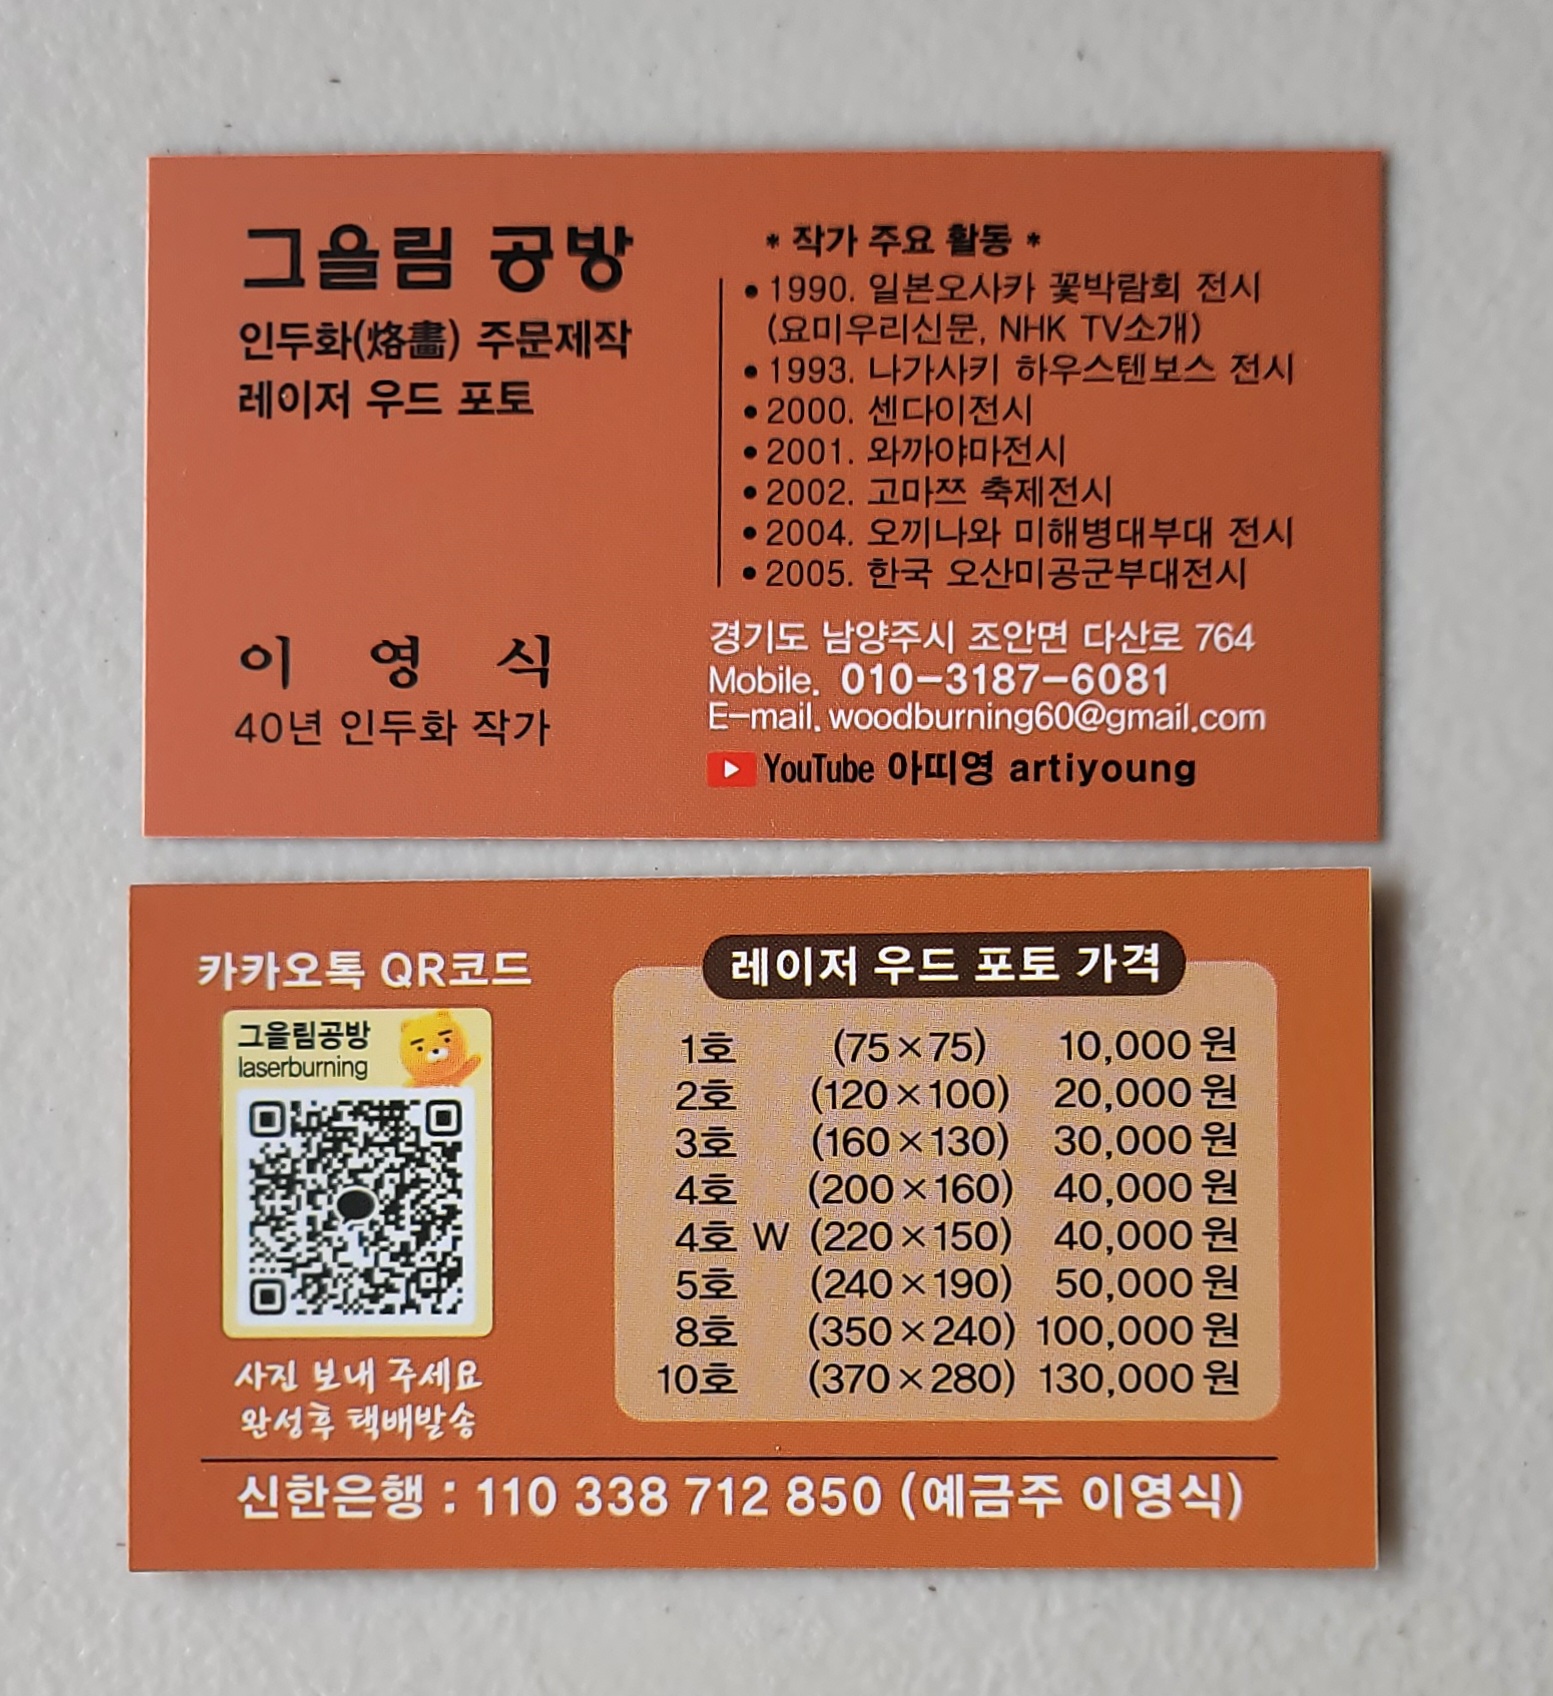 그을림 공방
인두화(烙畵) 주문제작
레이저 우드 포토
이 영 식
40년 인두화 작가
* 작가 주요 활동 *
• 1990. 일본오사카 꽃박람회 전시
(요미우리신문, NHK TV소개)
• 1993. 나가사키 하우스텐보스 전시
• 2000. 센다이전시
• 2001. 와까야마전시
• 2002. 고마쯔 축제전시
• 2004. 오끼나와 미해병대부대 전시
• 2005. 한국 오산미공군부대전시
경기도 남양주시 조안면 다산로 764
Mobile. 010-3187-6081
E-mail. woodburning60@gmail.com
YouTube 아띠영 artiyoung
카카오톡 QR코드
그을림공방
laserburning
사진 보내 주세요
완성후 택배발송
레이저 우드 포토 가격
1호 (75×75) 10,000원
2호 (120×100) 20,000원
3호 (160×130) 30,000원
4호 (200×160) 40,000원
4호 W (220×150) 40,000원
5호 (240×190) 50,000원
8호 (350×240) 100,000원
10호 (370×280) 130,000원
신한은행 : 110 338 712 850 (예금주 이영식)